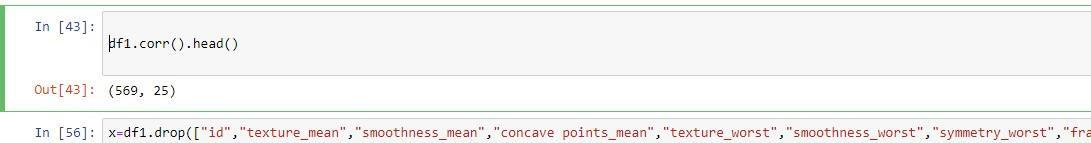 In [43]:
df1.corr().head()
Out[43]: (569, 25)
In [56]: x=df1.drop(["id","texture_mean","smoothness_mean","concave points_mean","texture_worst","smoothness_worst","symmetry_worst","fra